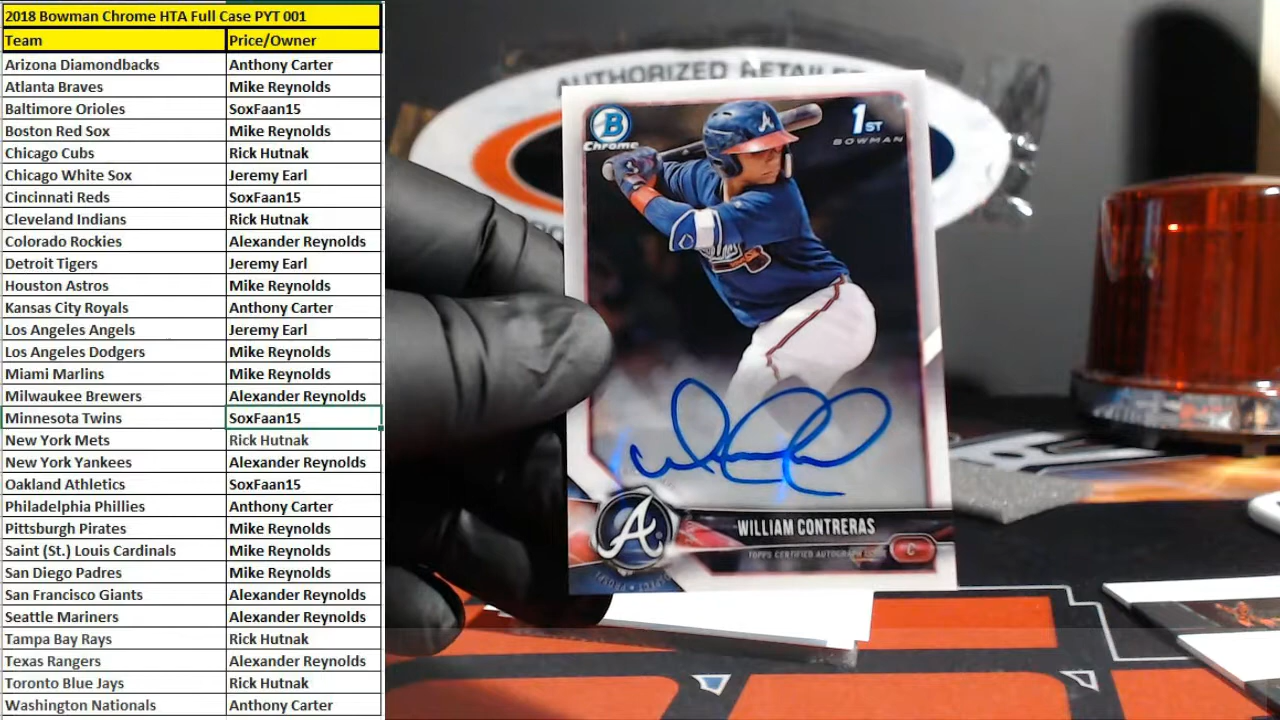 2018 Bowman Chrome HTA Full Case PYT 001
Team Price/Owner
Arizona Diamondbacks Anthony Carter
Atlanta Braves Mike Reynolds
Baltimore Orioles SoxFaan15
Boston Red Sox Mike Reynolds
Chicago Cubs Rick Hutnak
Chicago White Sox Jeremy Earl
Cincinnati Reds SoxFaan15
Cleveland Indians Rick Hutnak
Colorado Rockies Alexander Reynolds
Detroit Tigers Jeremy Earl
Houston Astros Mike Reynolds
Kansas City Royals Anthony Carter
Los Angeles Angels Jeremy Earl
Los Angeles Dodgers Mike Reynolds
Miami Marlins Mike Reynolds
Milwaukee Brewers Alexander Reynolds
Minnesota Twins SoxFaan15
New York Mets Rick Hutnak
New York Yankees Alexander Reynolds
Oakland Athletics SoxFaan15
Philadelphia Phillies Anthony Carter
Pittsburgh Pirates Mike Reynolds
Saint (St.) Louis Cardinals Mike Reynolds
San Diego Padres Mike Reynolds
San Francisco Giants Alexander Reynolds
Seattle Mariners Alexander Reynolds
Tampa Bay Rays Rick Hutnak
Texas Rangers Alexander Reynolds
Toronto Blue Jays Rick Hutnak
Washington Nationals Anthony Carter
AUTHORIZED RETAILE
B
Chrome
1ST
BOWMAN
A
A
WILLIAM CONTRERAS
TOPPS CERTIFIED AUTOGRAPH ISSUE
C